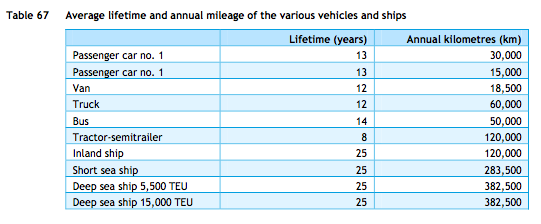 Table 67 Average lifetime and annual mileage of the various vehicles and ships
Lifetime (years) Annual kilometres (km)
Passenger car no. 1 13 30,000
Passenger car no. 1 13 15,000
Van 12 18,500
Truck 12 60,000
Bus 14 50,000
Tractor-semitrailer 8 120,000
Inland ship 25 120,000
Short sea ship 25 283,500
Deep sea ship 5,500 TEU 25 382,500
Deep sea ship 15,000 TEU 25 382,500